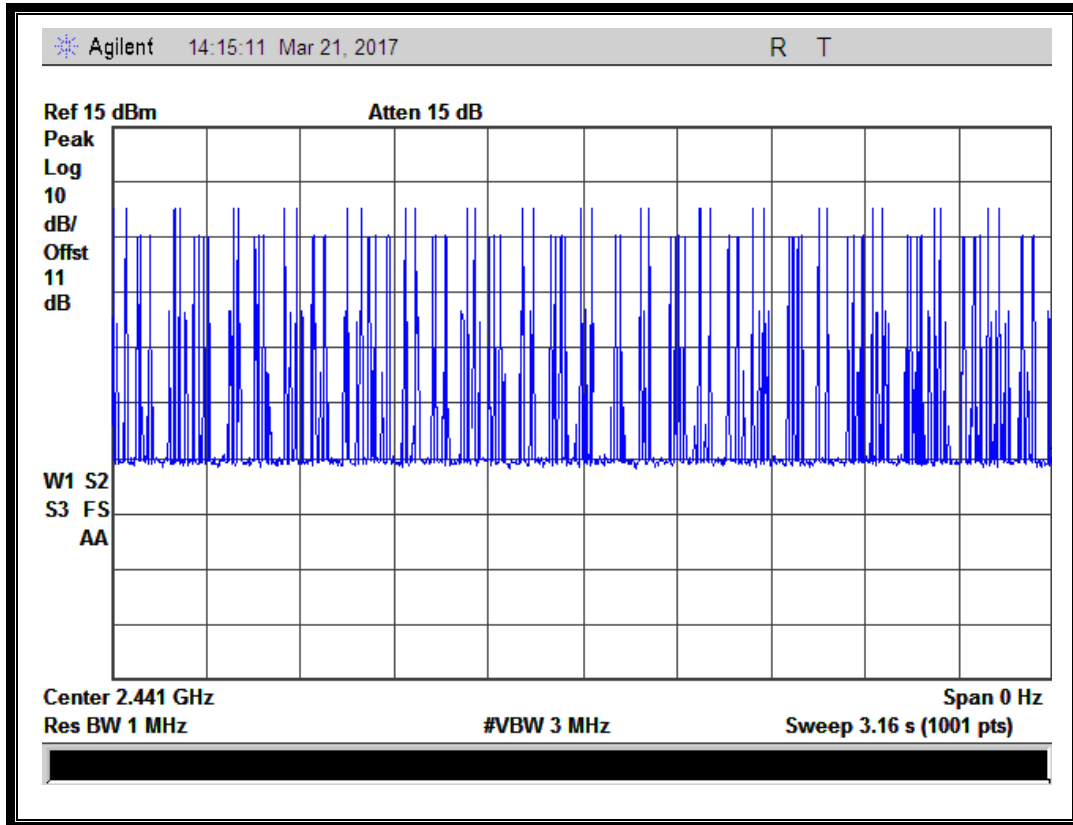 Agilent 14:15:11 Mar 21, 2017 R T
Ref 15 dBm Atten 15 dB
Peak
Log
10
dB/
Offst
11
dB
W1 S2
S3 FS
AA
Center 2.441 GHz Span 0 Hz
Res BW 1 MHz #VBW 3 MHz Sweep 3.16 s (1001 pts)